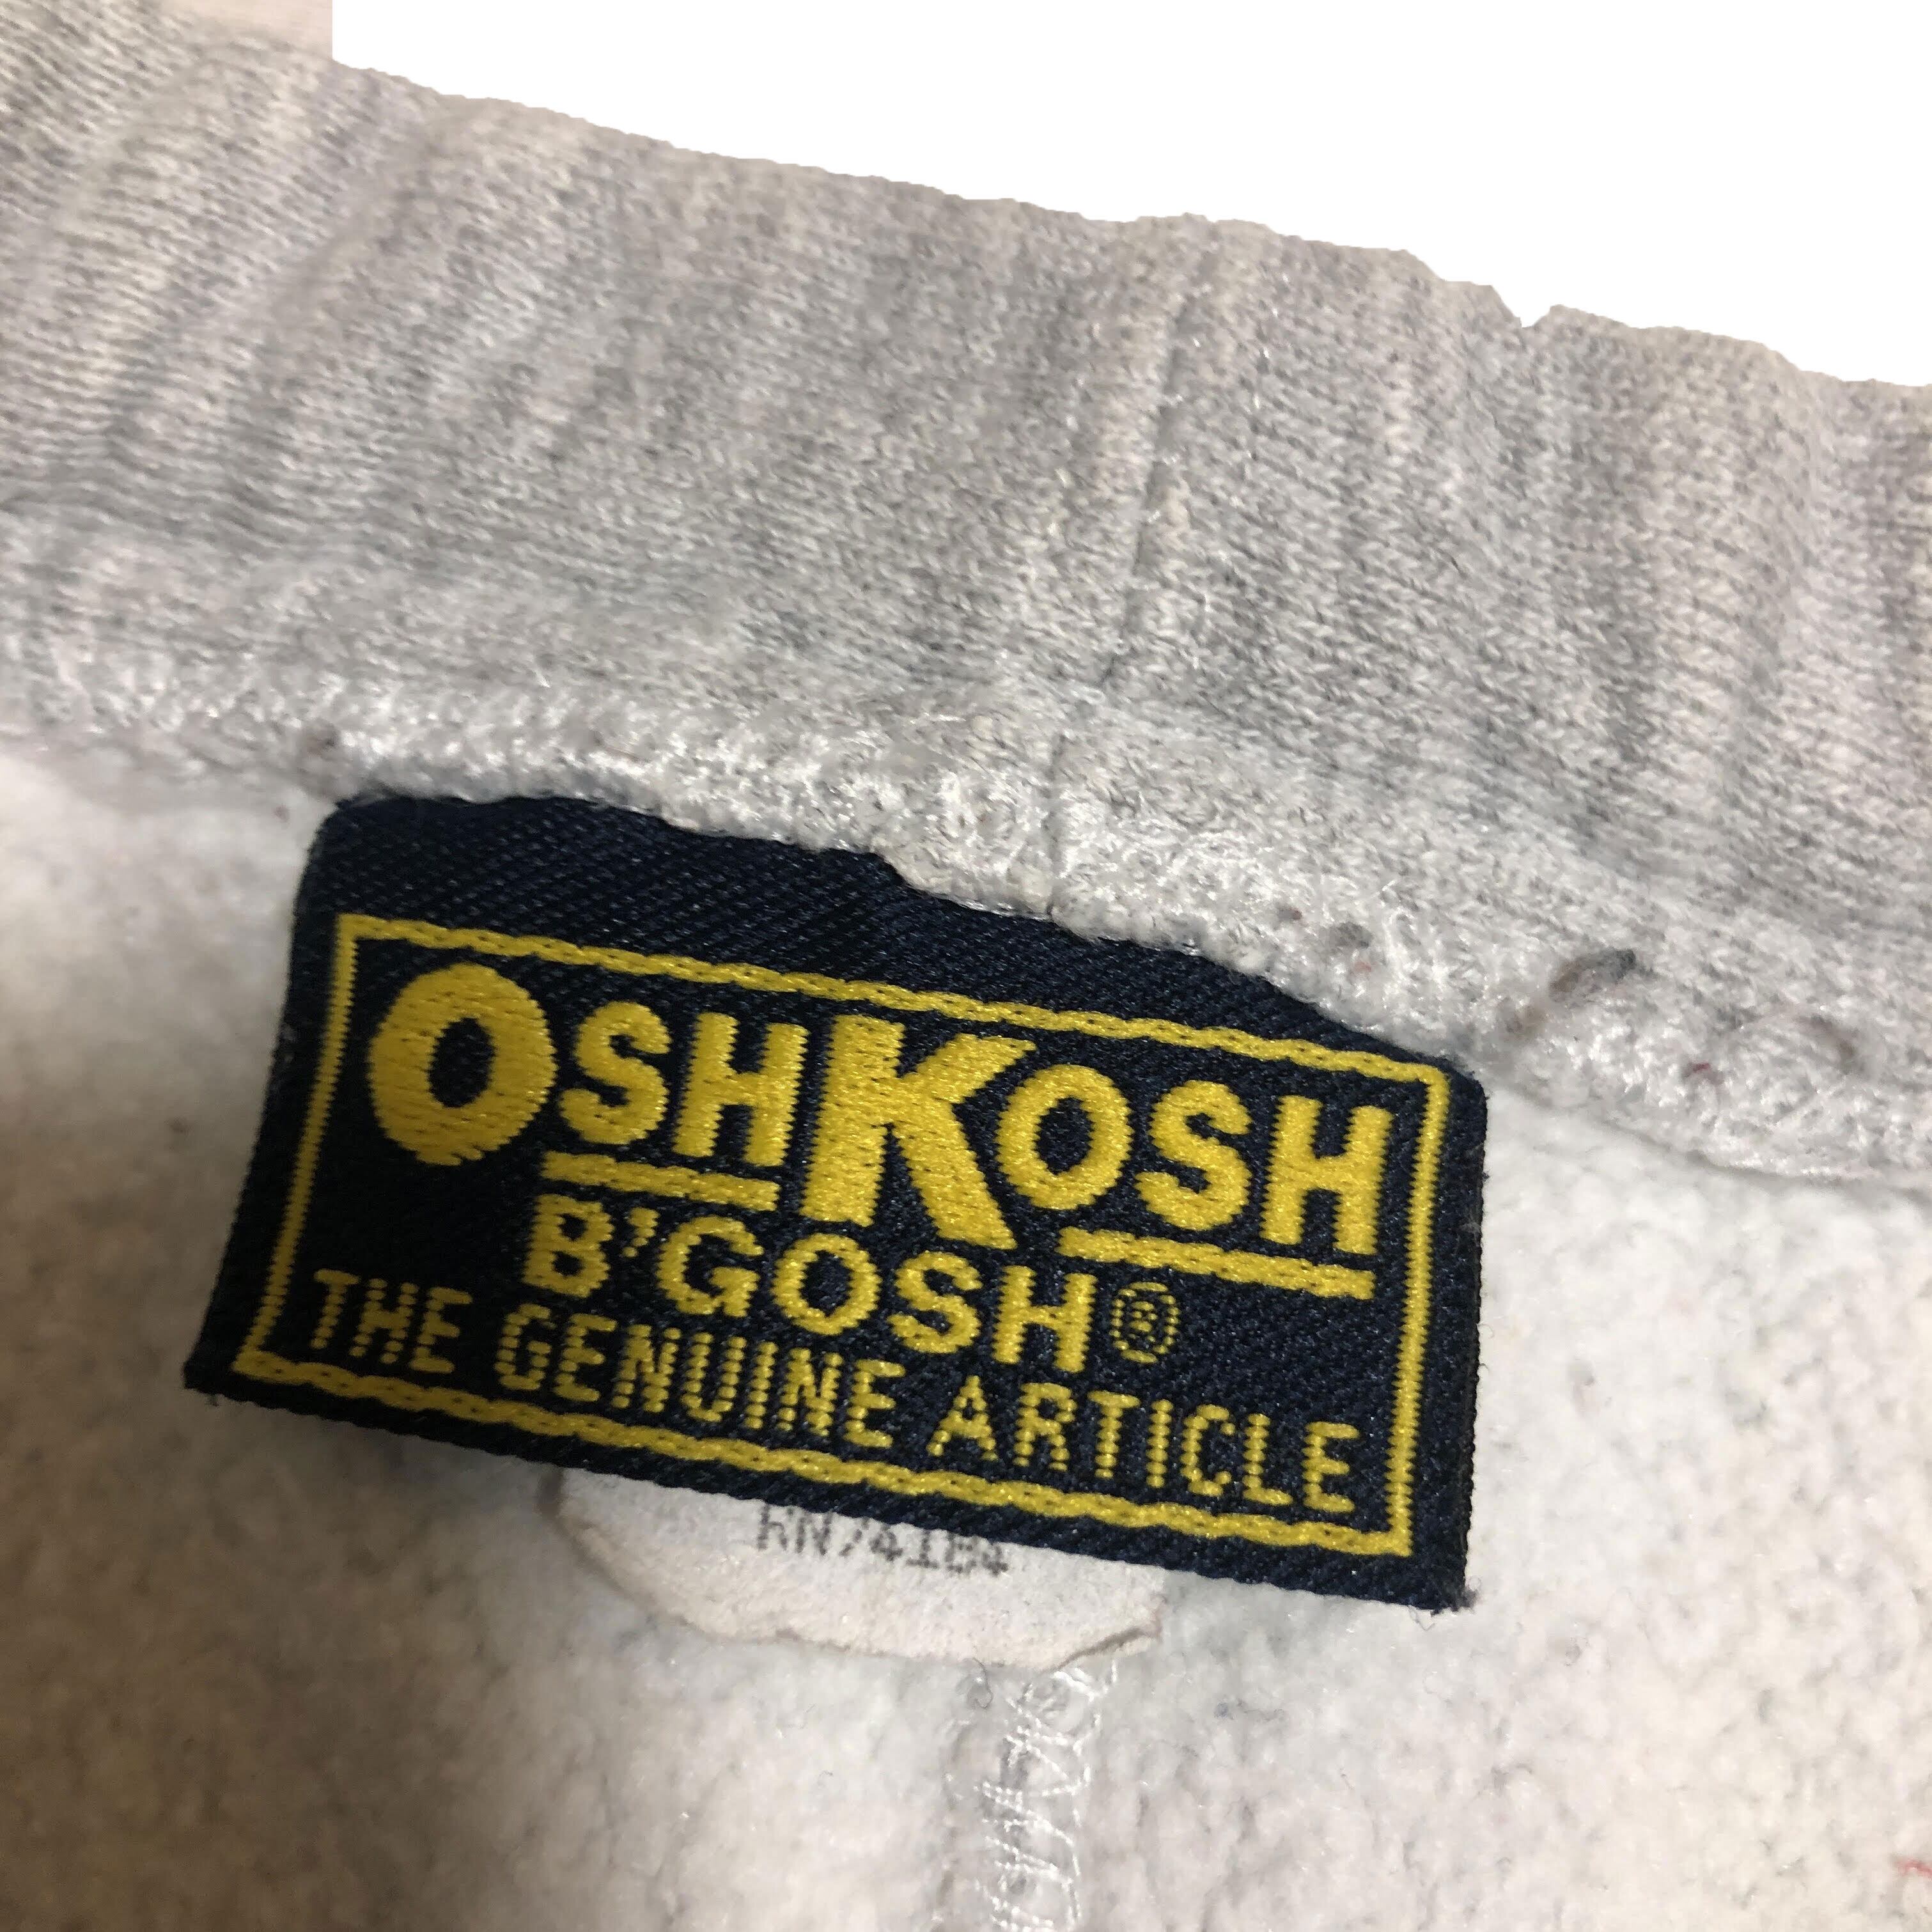 OSHKOSH
B'GOSH®
THE GENUINE ARTICLE
RN74184